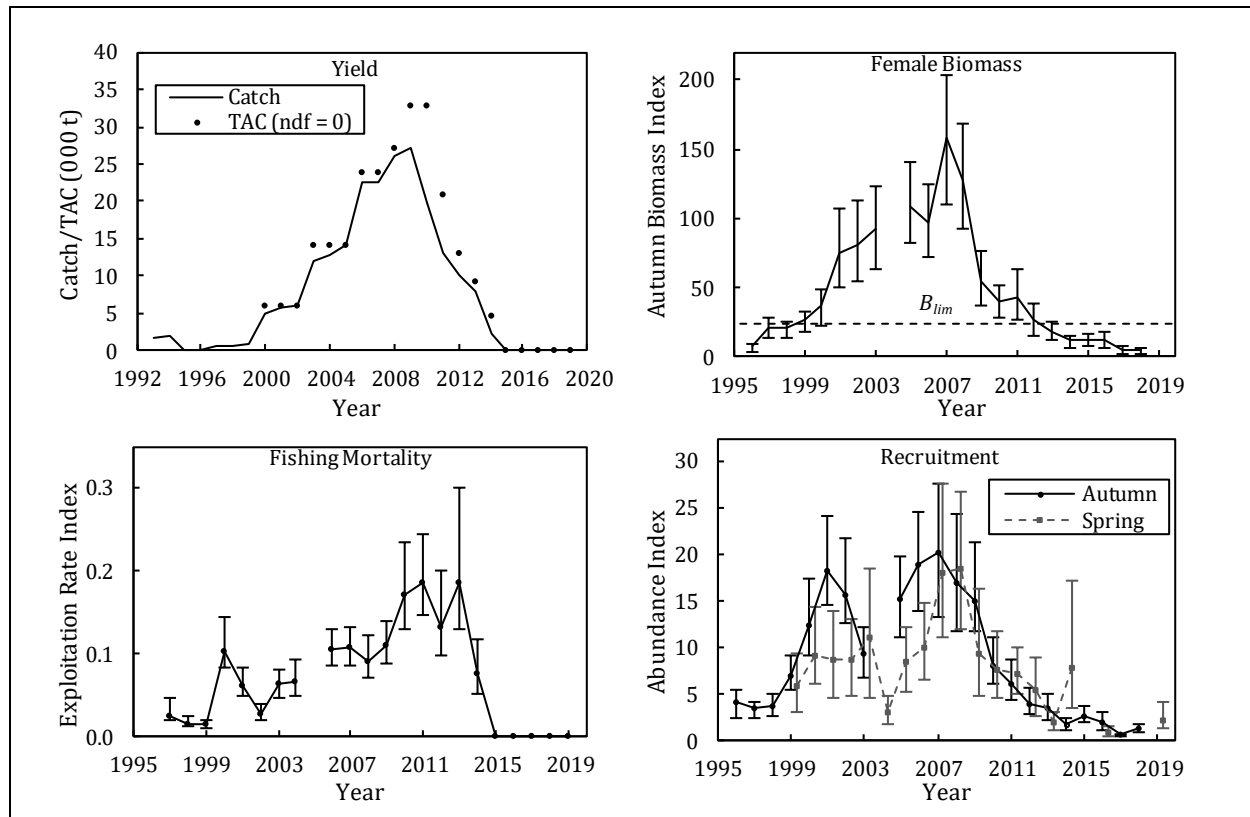 Yield
Catch
TAC (ndf = 0)
Catch/TAC (000 t)
40
35
30
25
20
15
10
5
0
1992 1996 2000 2004 2008 2012 2016 2020
Year
Female Biomass
Autumn Biomass Index
200
150
100
50
0
Blim
1995 1999 2003 2007 2011 2015 2019
Year
Fishing Mortality
Exploitation Rate Index
0.3
0.2
0.1
0.0
1995 1999 2003 2007 2011 2015 2019
Year
Recruitment
Autumn
Spring
Abundance Index
30
25
20
15
10
5
0
1995 1999 2003 2007 2011 2015 2019
Year